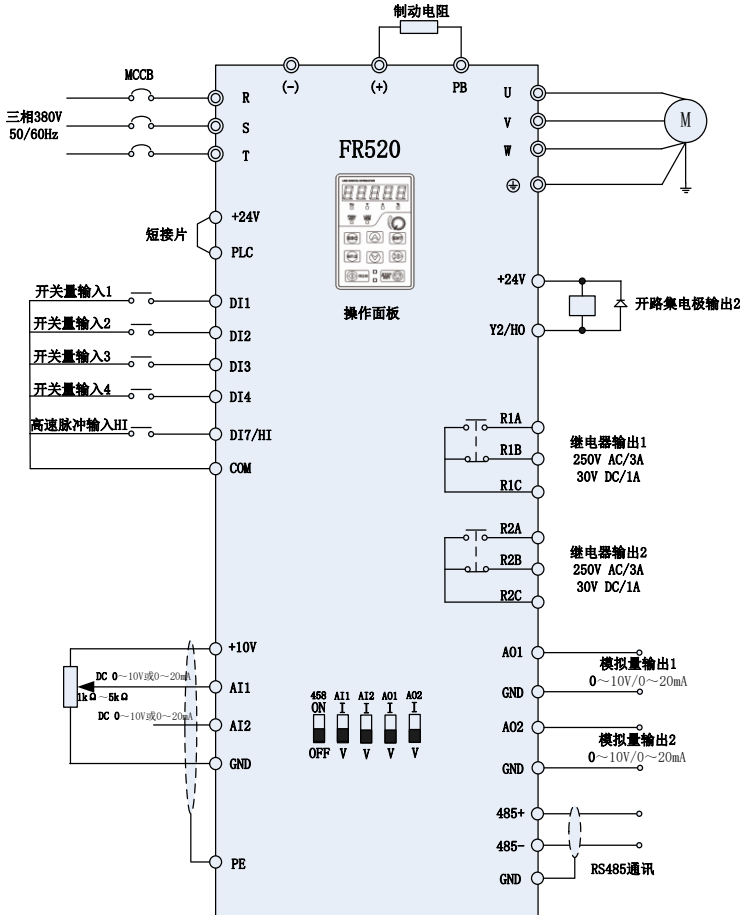 制动电阻
MCCB
(-)
(+)
PB
三相380V
50/60Hz
R
S
T
U
V
W
M
FR520
短接片
+24V
PLC
操作面板
+24V
Y2/HO
开路集电极输出2
开关量输入1
DI1
开关量输入2
DI2
开关量输入3
DI3
开关量输入4
DI4
高速脉冲输入HI
DI7/HI
COM
R1A
R1B
R1C
继电器输出1
250V AC/3A
30V DC/1A
R2A
R2B
R2C
继电器输出2
250V AC/3A
30V DC/1A
+10V
DC 0～10V或0～20mA
1kΩ～5kΩ
AI1
DC 0～10V或0～20mA
AI2
GND
PE
458 AI1 AI2 AO1 AO2
ON I I I I
OFF V V V V
AO1
模拟量输出1
0～10V/0～20mA
GND
AO2
模拟量输出2
0～10V/0～20mA
GND
485+
485-
GND
RS485通讯